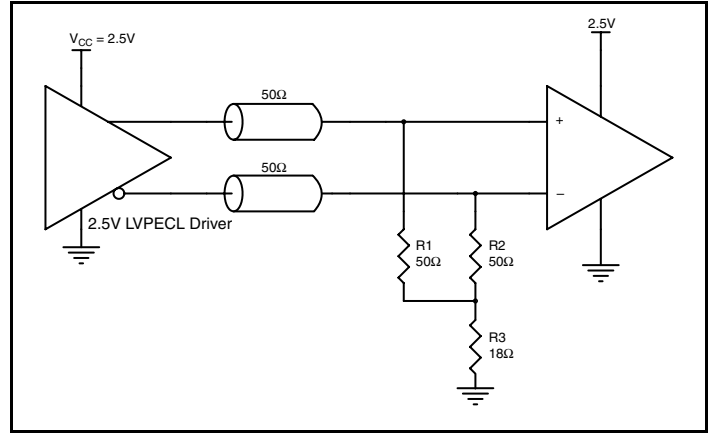 V_CC = 2.5V
2.5V
50Ω
+
50Ω
−
2.5V LVPECL Driver
R1
50Ω
R2
50Ω
R3
18Ω